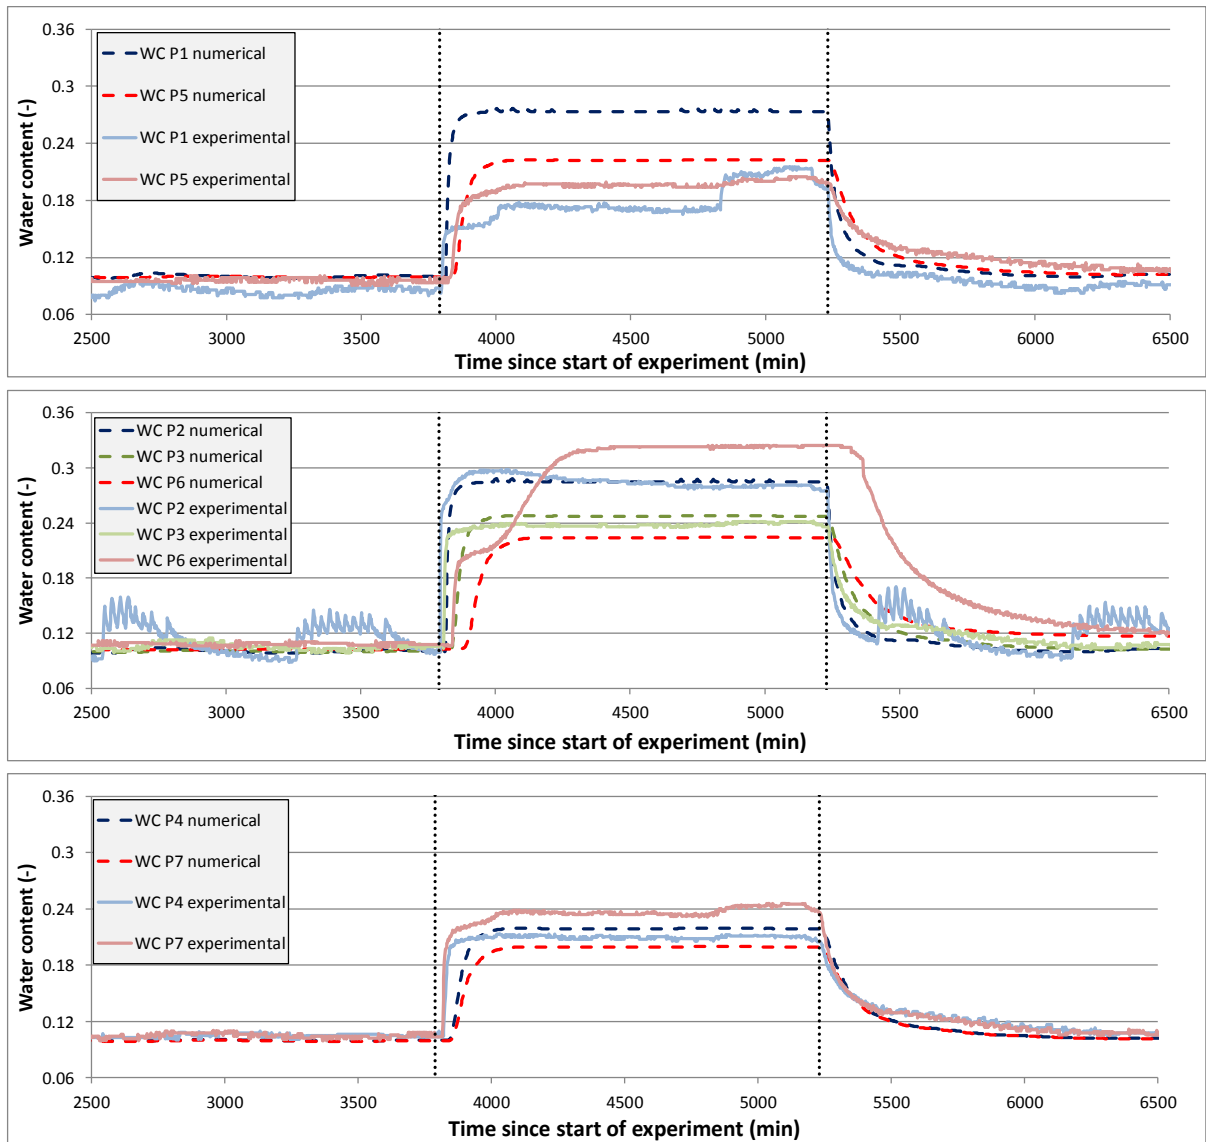 0.36
0.3
0.24
0.18
0.12
0.06
Water content (-)
WC P1 numerical
WC P5 numerical
WC P1 experimental
WC P5 experimental
2500 3000 3500 4000 4500 5000 5500 6000 6500
Time since start of experiment (min)
0.36
0.3
0.24
0.18
0.12
0.06
Water content (-)
WC P2 numerical
WC P3 numerical
WC P6 numerical
WC P2 experimental
WC P3 experimental
WC P6 experimental
2500 3000 3500 4000 4500 5000 5500 6000 6500
Time since start of experiment (min)
0.36
0.3
0.24
0.18
0.12
0.06
Water content (-)
WC P4 numerical
WC P7 numerical
WC P4 experimental
WC P7 experimental
2500 3000 3500 4000 4500 5000 5500 6000 6500
Time since start of experiment (min)